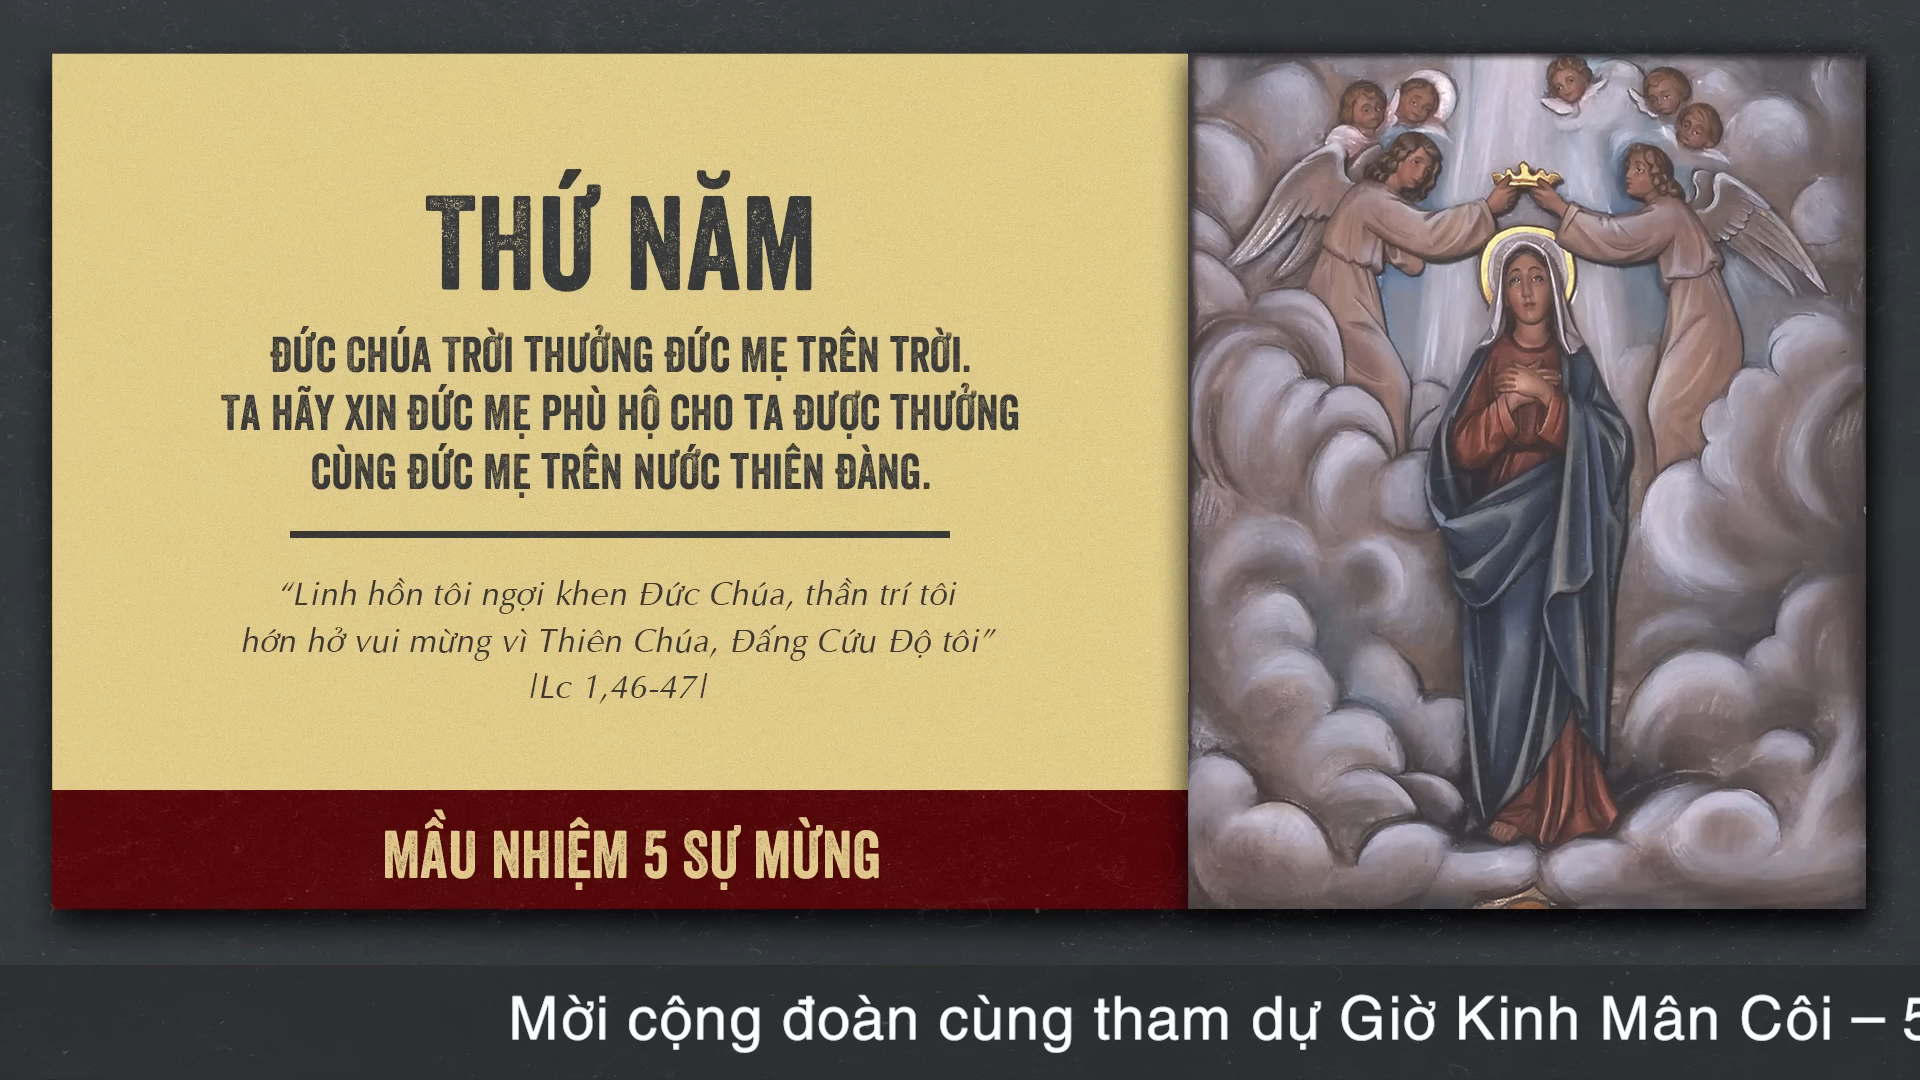 THỨ NĂM
ĐỨC CHÚA TRỜI THƯỞNG ĐỨC MẸ TRÊN TRỜI.
TA HÃY XIN ĐỨC MẸ PHÙ HỘ CHO TA ĐƯỢC THƯỞNG
CÙNG ĐỨC MẸ TRÊN NƯỚC THIÊN ĐÀNG.
“Linh hồn tôi ngợi khen Đức Chúa, thần trí tôi
hớn hở vui mừng vì Thiên Chúa, Đấng Cứu Độ tôi”
|Lc 1,46-47|
MẦU NHIỆM 5 SỰ MỪNG
Mời cộng đoàn cùng tham dự Giờ Kinh Mân Côi – 5